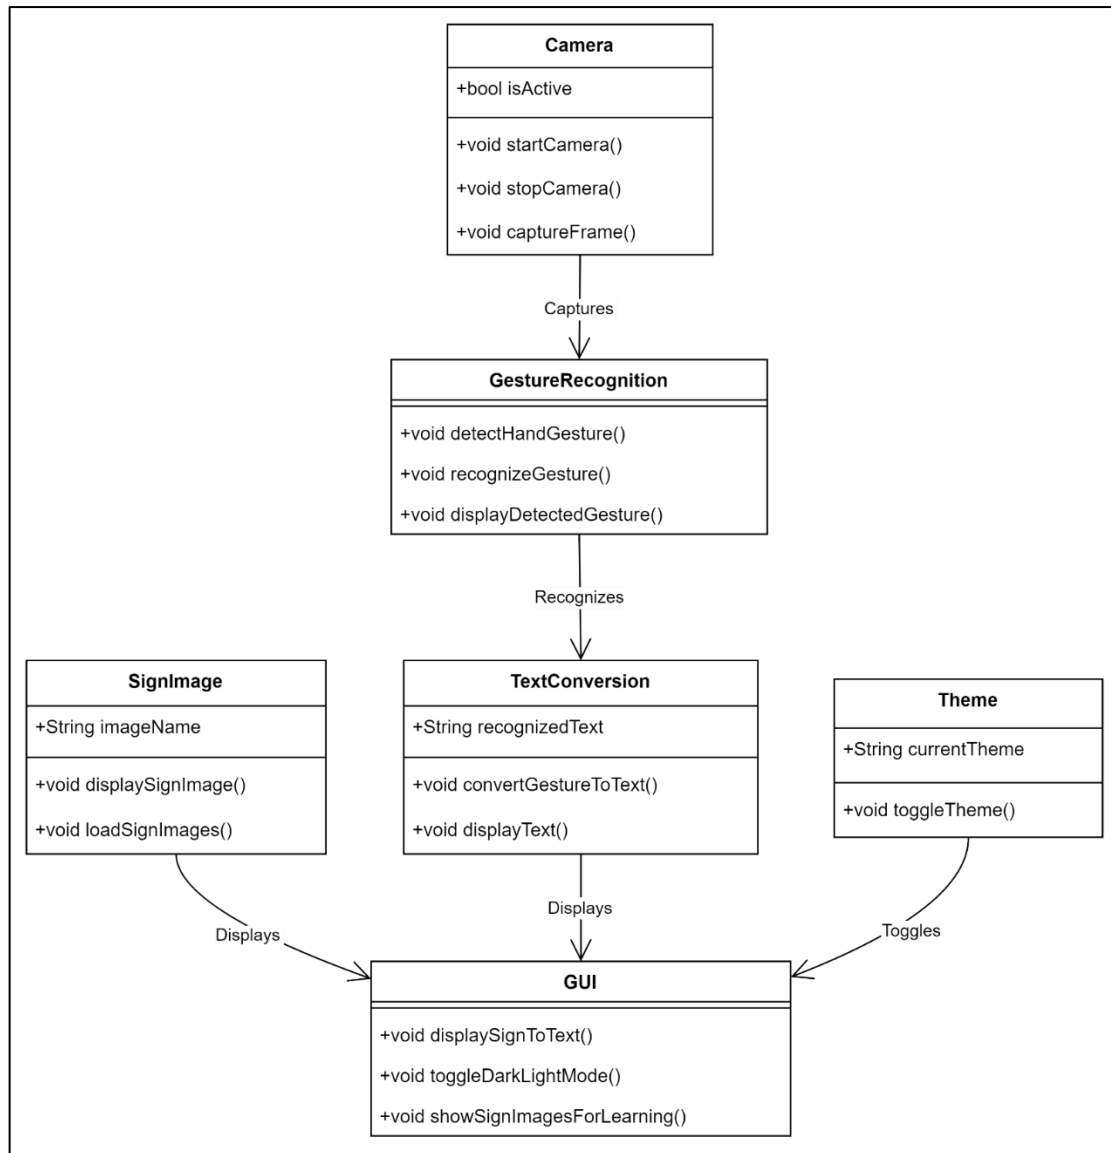 Camera
+bool isActive
+void startCamera()
+void stopCamera()
+void captureFrame()
Captures
GestureRecognition
+void detectHandGesture()
+void recognizeGesture()
+void displayDetectedGesture()
Recognizes
SignImage
+String imageName
+void displaySignImage()
+void loadSignImages()
TextConversion
+String recognizedText
+void convertGestureToText()
+void displayText()
Theme
+String currentTheme
+void toggleTheme()
Displays
Displays
Toggles
GUI
+void displaySignToText()
+void toggleDarkLightMode()
+void showSignImagesForLearning()